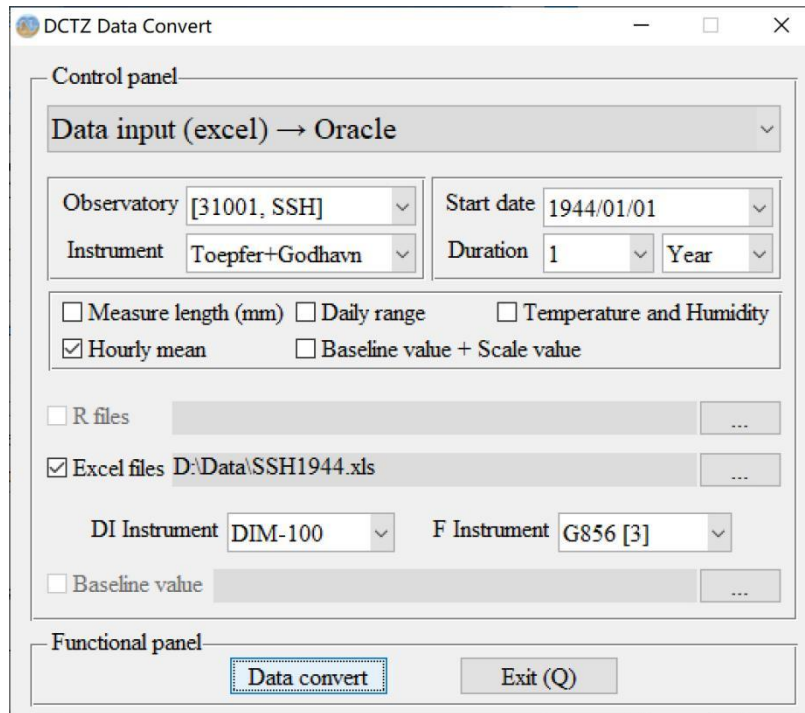 DCTZ Data Convert
Control panel
Data input (excel) → Oracle
Observatory [31001, SSH]
Start date 1944/01/01
Instrument Toepfer+Godhavn
Duration 1 Year
Measure length (mm) Daily range Temperature and Humidity
Hourly mean Baseline value + Scale value
R files ...
Excel files D:\Data\SSH1944.xls ...
DI Instrument DIM-100 F Instrument G856 [3]
Baseline value ...
Functional panel
Data convert Exit (Q)